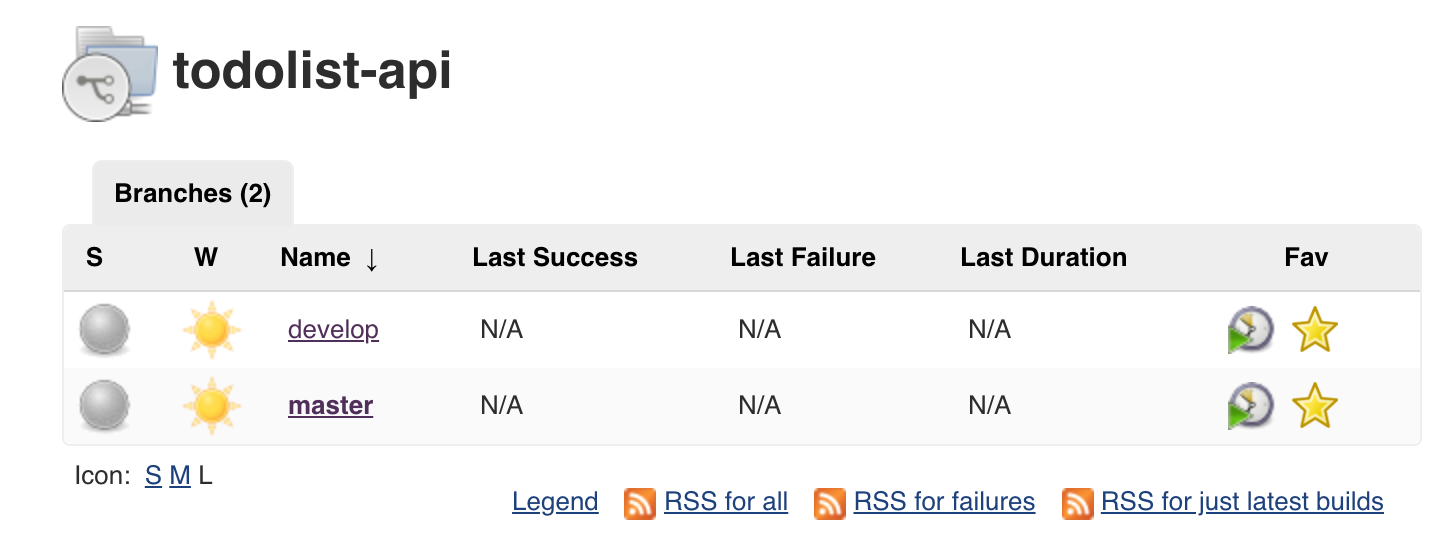 todolist-api
Branches (2)
S W Name ↓ Last Success Last Failure Last Duration Fav
develop N/A N/A N/A
master N/A N/A N/A
Icon: S M L
Legend RSS for all RSS for failures RSS for just latest builds